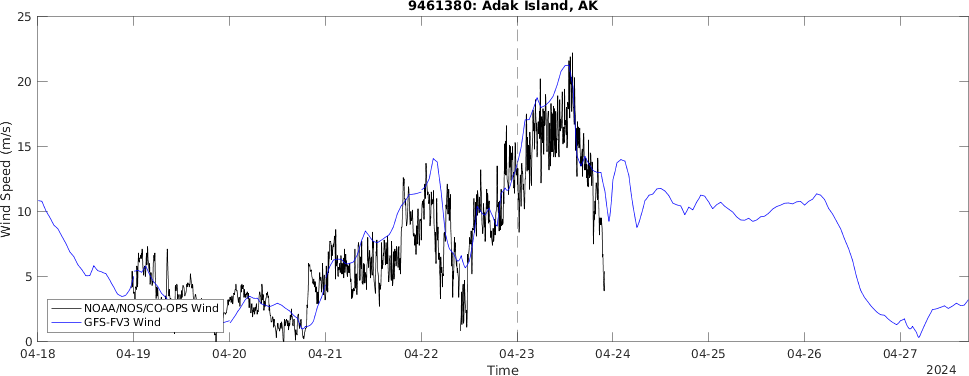 9461380: Adak Island, AK
25
20
15
10
5
0
Wind Speed (m/s)
NOAA/NOS/CO-OPS Wind
GFS-FV3 Wind
04-18 04-19 04-20 04-21 04-22 04-23 04-24 04-25 04-26 04-27
Time
2024